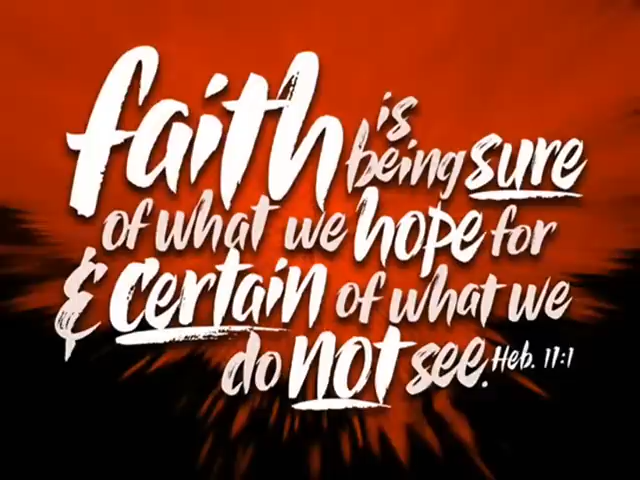 faith is
being sure
of what we hope for
& certain of what we
do not see. Heb. 11:1